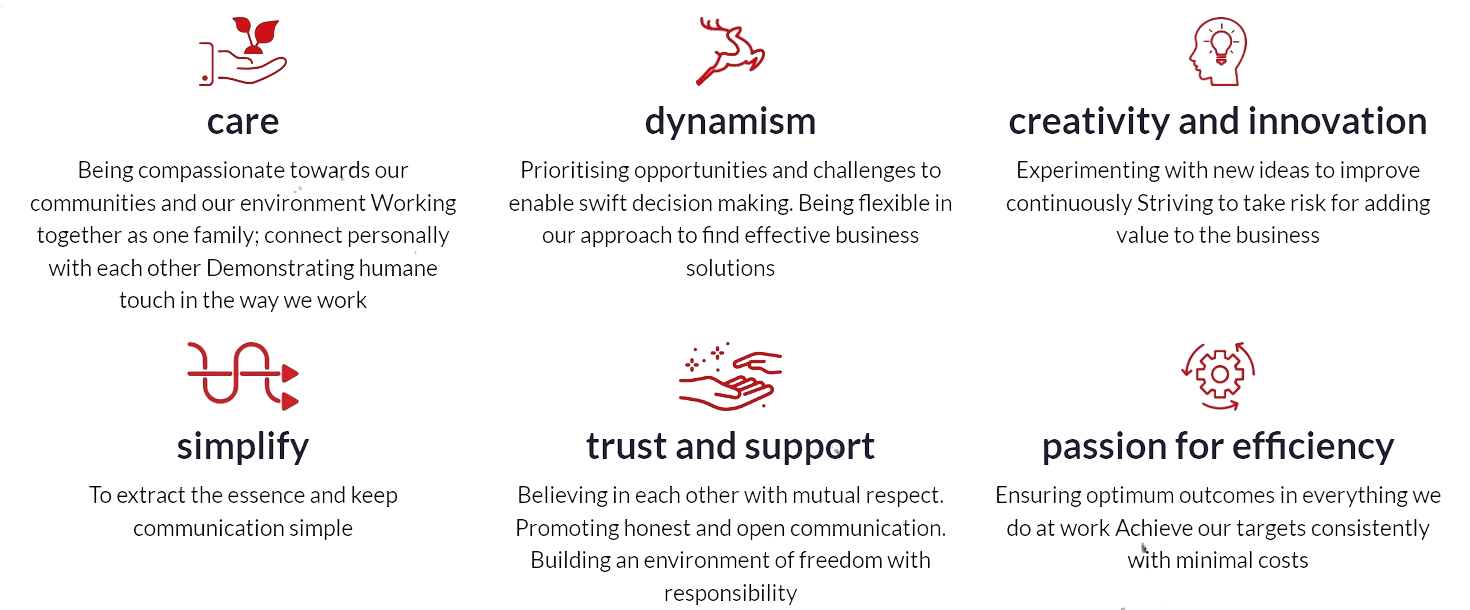 care
Being compassionate towards our
communities and our environment Working
together as one family; connect personally
with each other Demonstrating humane
touch in the way we work
dynamism
Prioritising opportunities and challenges to
enable swift decision making. Being flexible in
our approach to find effective business
solutions
creativity and innovation
Experimenting with new ideas to improve
continuously Striving to take risk for adding
value to the business
simplify
To extract the essence and keep
communication simple
trust and support
Believing in each other with mutual respect.
Promoting honest and open communication.
Building an environment of freedom with
responsibility
passion for efficiency
Ensuring optimum outcomes in everything we
do at work Achieve our targets consistently
with minimal costs